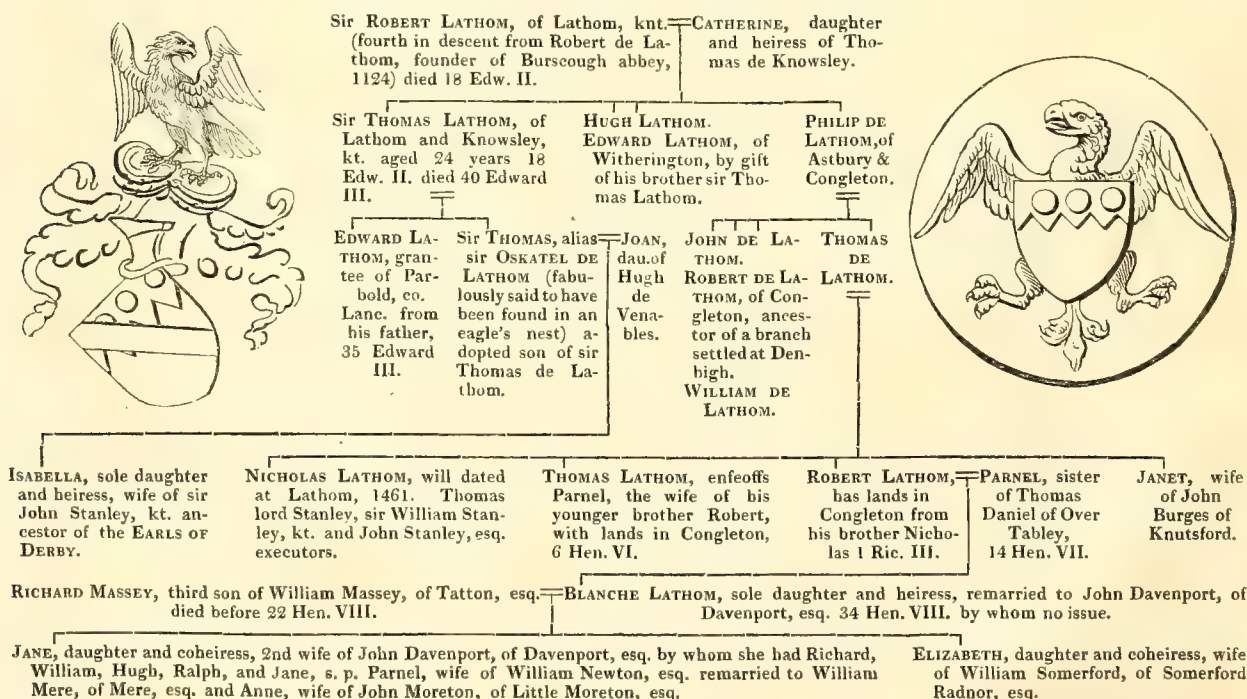 Sir ROBERT LATHOM, of Lathom, knt.
(fourth in descent from Robert de La-
thom, founder of Burscough abbey,
1124) died 18 Edw. II.
CATHERINE, daughter
and heiress of Tho-
mas de Knowsley.
Sir THOMAS LATHOM, of
Lathom and Knowsley,
kt. aged 24 years 18
Edw. II. died 40 Edward
III.
HUGH LATHOM.
EDWARD LATHOM, of
Witherington, by gift
of his brother sir Tho-
mas Lathom.
PHILIP DE
LATHOM, of
Astbury &
Congleton.
EDWARD LA-
THOM, gran-
tee of Par-
bold, co.
Lanc. from
his father,
35 Edward
III.
Sir THOMAS, alias
sir OSKATEL DE
LATHOM (fabu-
lously said to have
been found in an
eagle's nest) a-
dopted son of sir
Thomas de La-
thom.
JOAN,
dau. of
Hugh
de
Vena-
bles.
JOHN DE LA-
THOM.
ROBERT DE LA-
THOM, of Con-
gleton, ances-
tor of a branch
settled at Den-
bigh.
WILLIAM DE
LATHOM.
THOMAS
DE
LATHOM.
ISABELLA, sole daughter
and heiress, wife of sir
John Stanley, kt. an-
cestor of the EARLS OF
DERBY.
NICHOLAS LATHOM, will dated
at Lathom, 1461. Thomas
lord Stanley, sir William Stan-
ley, kt. and John Stanley, esq.
executors.
THOMAS LATHOM, enfeoffs
Parnel, the wife of his
younger brother Robert,
with lands in Congleton,
6 Hen. VI.
ROBERT LATHOM,
has lands in
Congleton from
his brother Nicho-
las 1 Ric. III.
PARNEL, sister
of Thomas
Daniel of Over
Tabley,
14 Hen. VII.
JANET, wife
of John
Burges of
Knutsford.
RICHARD MASSEY, third son of William Massey, of Tatton, esq.
died before 22 Hen. VIII.
BLANCHE LATHOM, sole daughter and heiress, remarried to John Davenport, of
Davenport, esq. 34 Hen. VIII. by whom no issue.
JANE, daughter and coheiress, 2nd wife of John Davenport, of Davenport, esq. by whom she had Richard,
William, Hugh, Ralph, and Jane, s. p. Parnel, wife of William Newton, esq. remarried to William
Mere, of Mere, esq. and Anne, wife of John Moreton, of Little Moreton, esq.
ELIZABETH, daughter and coheiress, wife
of William Somerford, of Somerford
Radnor, esq.